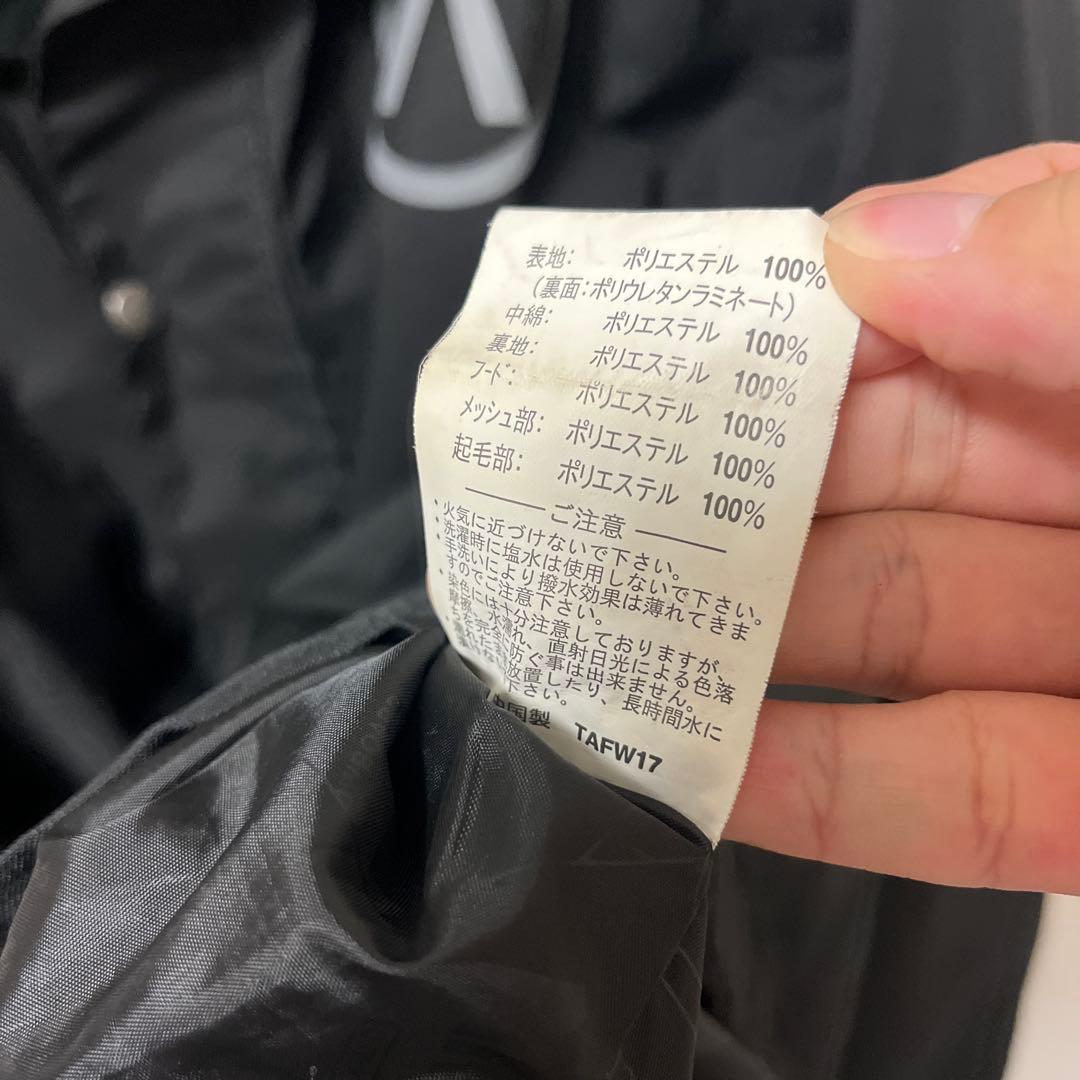 表地: ポリエステル 100%
(裏面:ポリウレタンラミネート)
中綿: ポリエステル 100%
裏地: ポリエステル 100%
フード: ポリエステル 100%
メッシュ部: ポリエステル 100%
起毛部: ポリエステル 100%
ご注意
・火気に近づけないで下さい。
・洗濯時に塩水は使用しないで下さい。
・手洗いにより撥水効果は薄れてきま
すのでご注意下さい。
・染色には十分注意しておりますが、
摩擦、水濡れ、直射日光による色落
ちを完全に防ぐ事は出来ません。
放置したり、長時間水に
下さい。
中国製 TAFW17